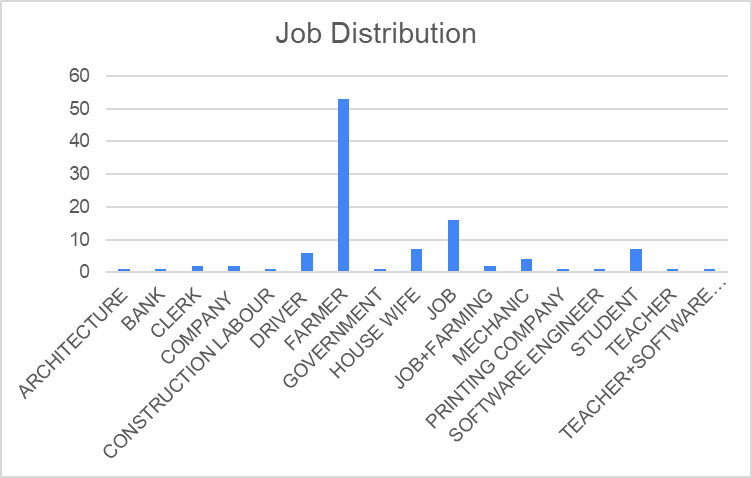 Job Distribution
60
50
40
30
20
10
0
ARCHITECTURE
BANK
CLERK
COMPANY
CONSTRUCTION LABOUR
DRIVER
FARMER
GOVERNMENT
HOUSE WIFE
JOB
JOB+FARMING
MECHANIC
PRINTING COMPANY
SOFTWARE ENGINEER
STUDENT
TEACHER
TEACHER+SOFTWARE...